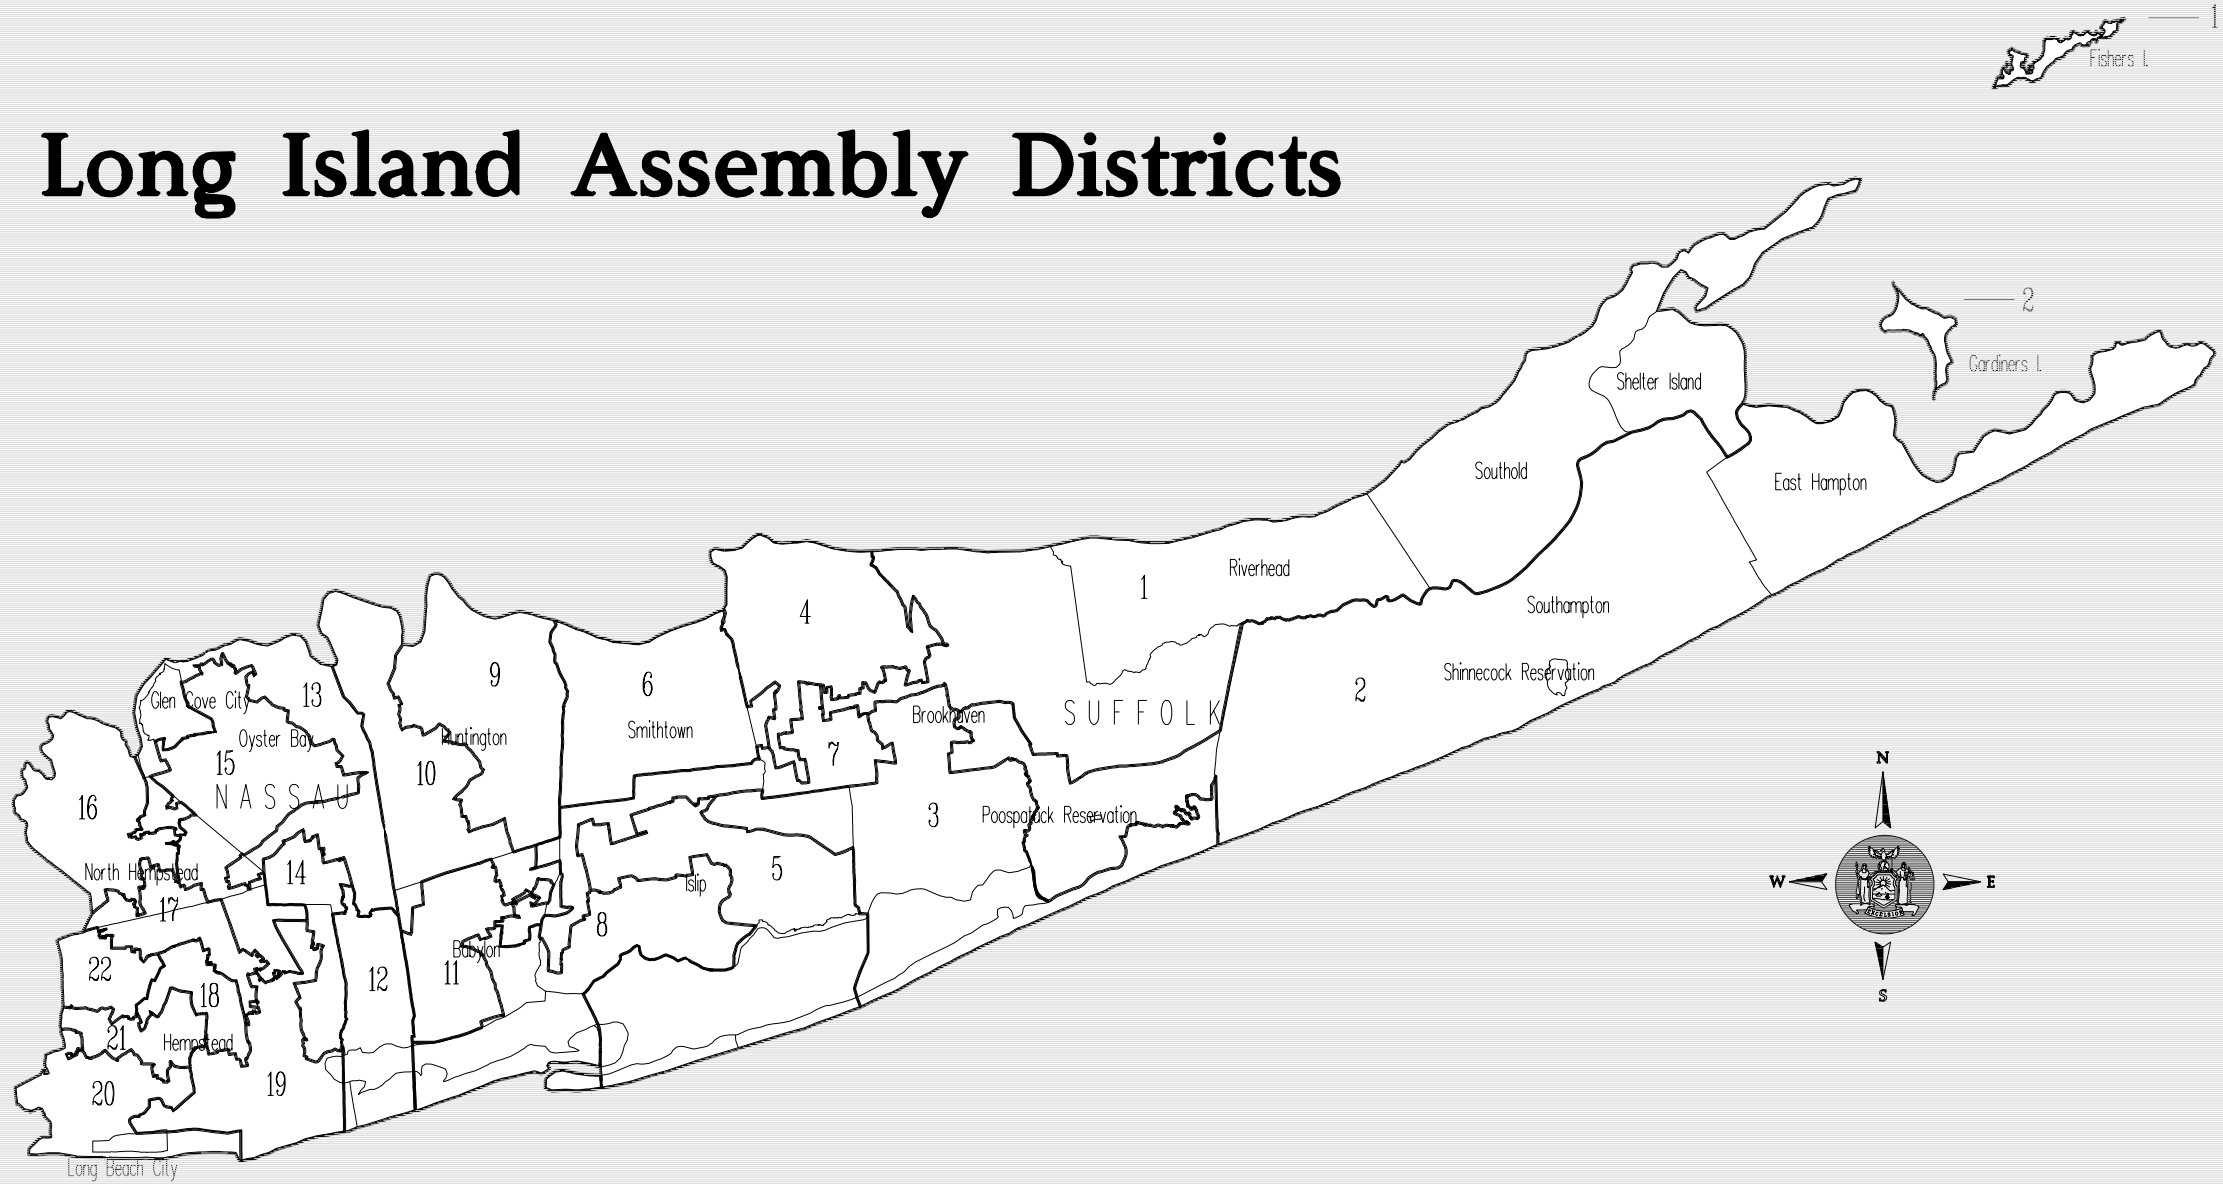 1
Fishers I.
Long Island Assembly Districts
2
Gardiners I.
Shelter Island
Southold
East Hampton
Riverhead
1
4
Southampton
9
6
13
Shinnecock Reservation
2
Glen Cove City
SUFFOLK
Brookhaven
Smithtown
Huntington
Oyster Bay
7
15
10
NASSAU
N
16
3
Poospatuck Reservation
North Hempstead
14
5
Islip
W
E
EXCELSIOR
17
8
Babylon
22
11
12
18
S
21
Hempstead
19
20
Long Beach City